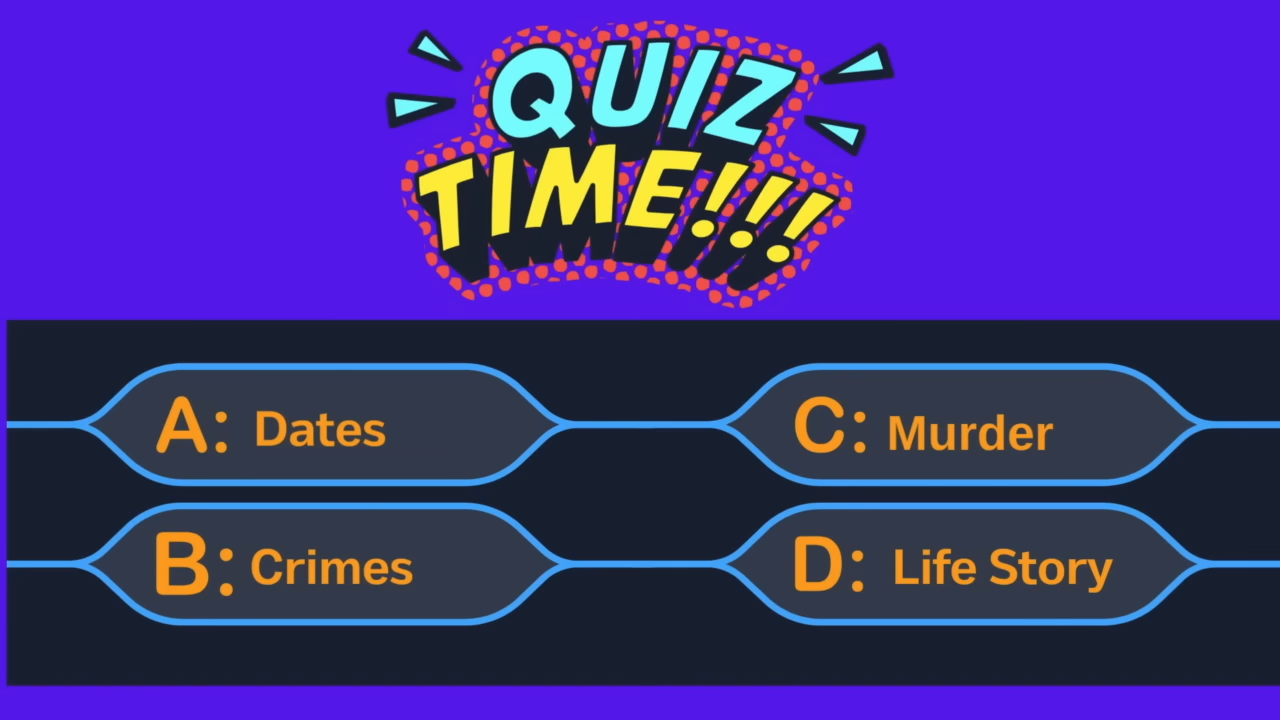 QUIZ
TIME!!!
A: Dates
C: Murder
B: Crimes
D: Life Story